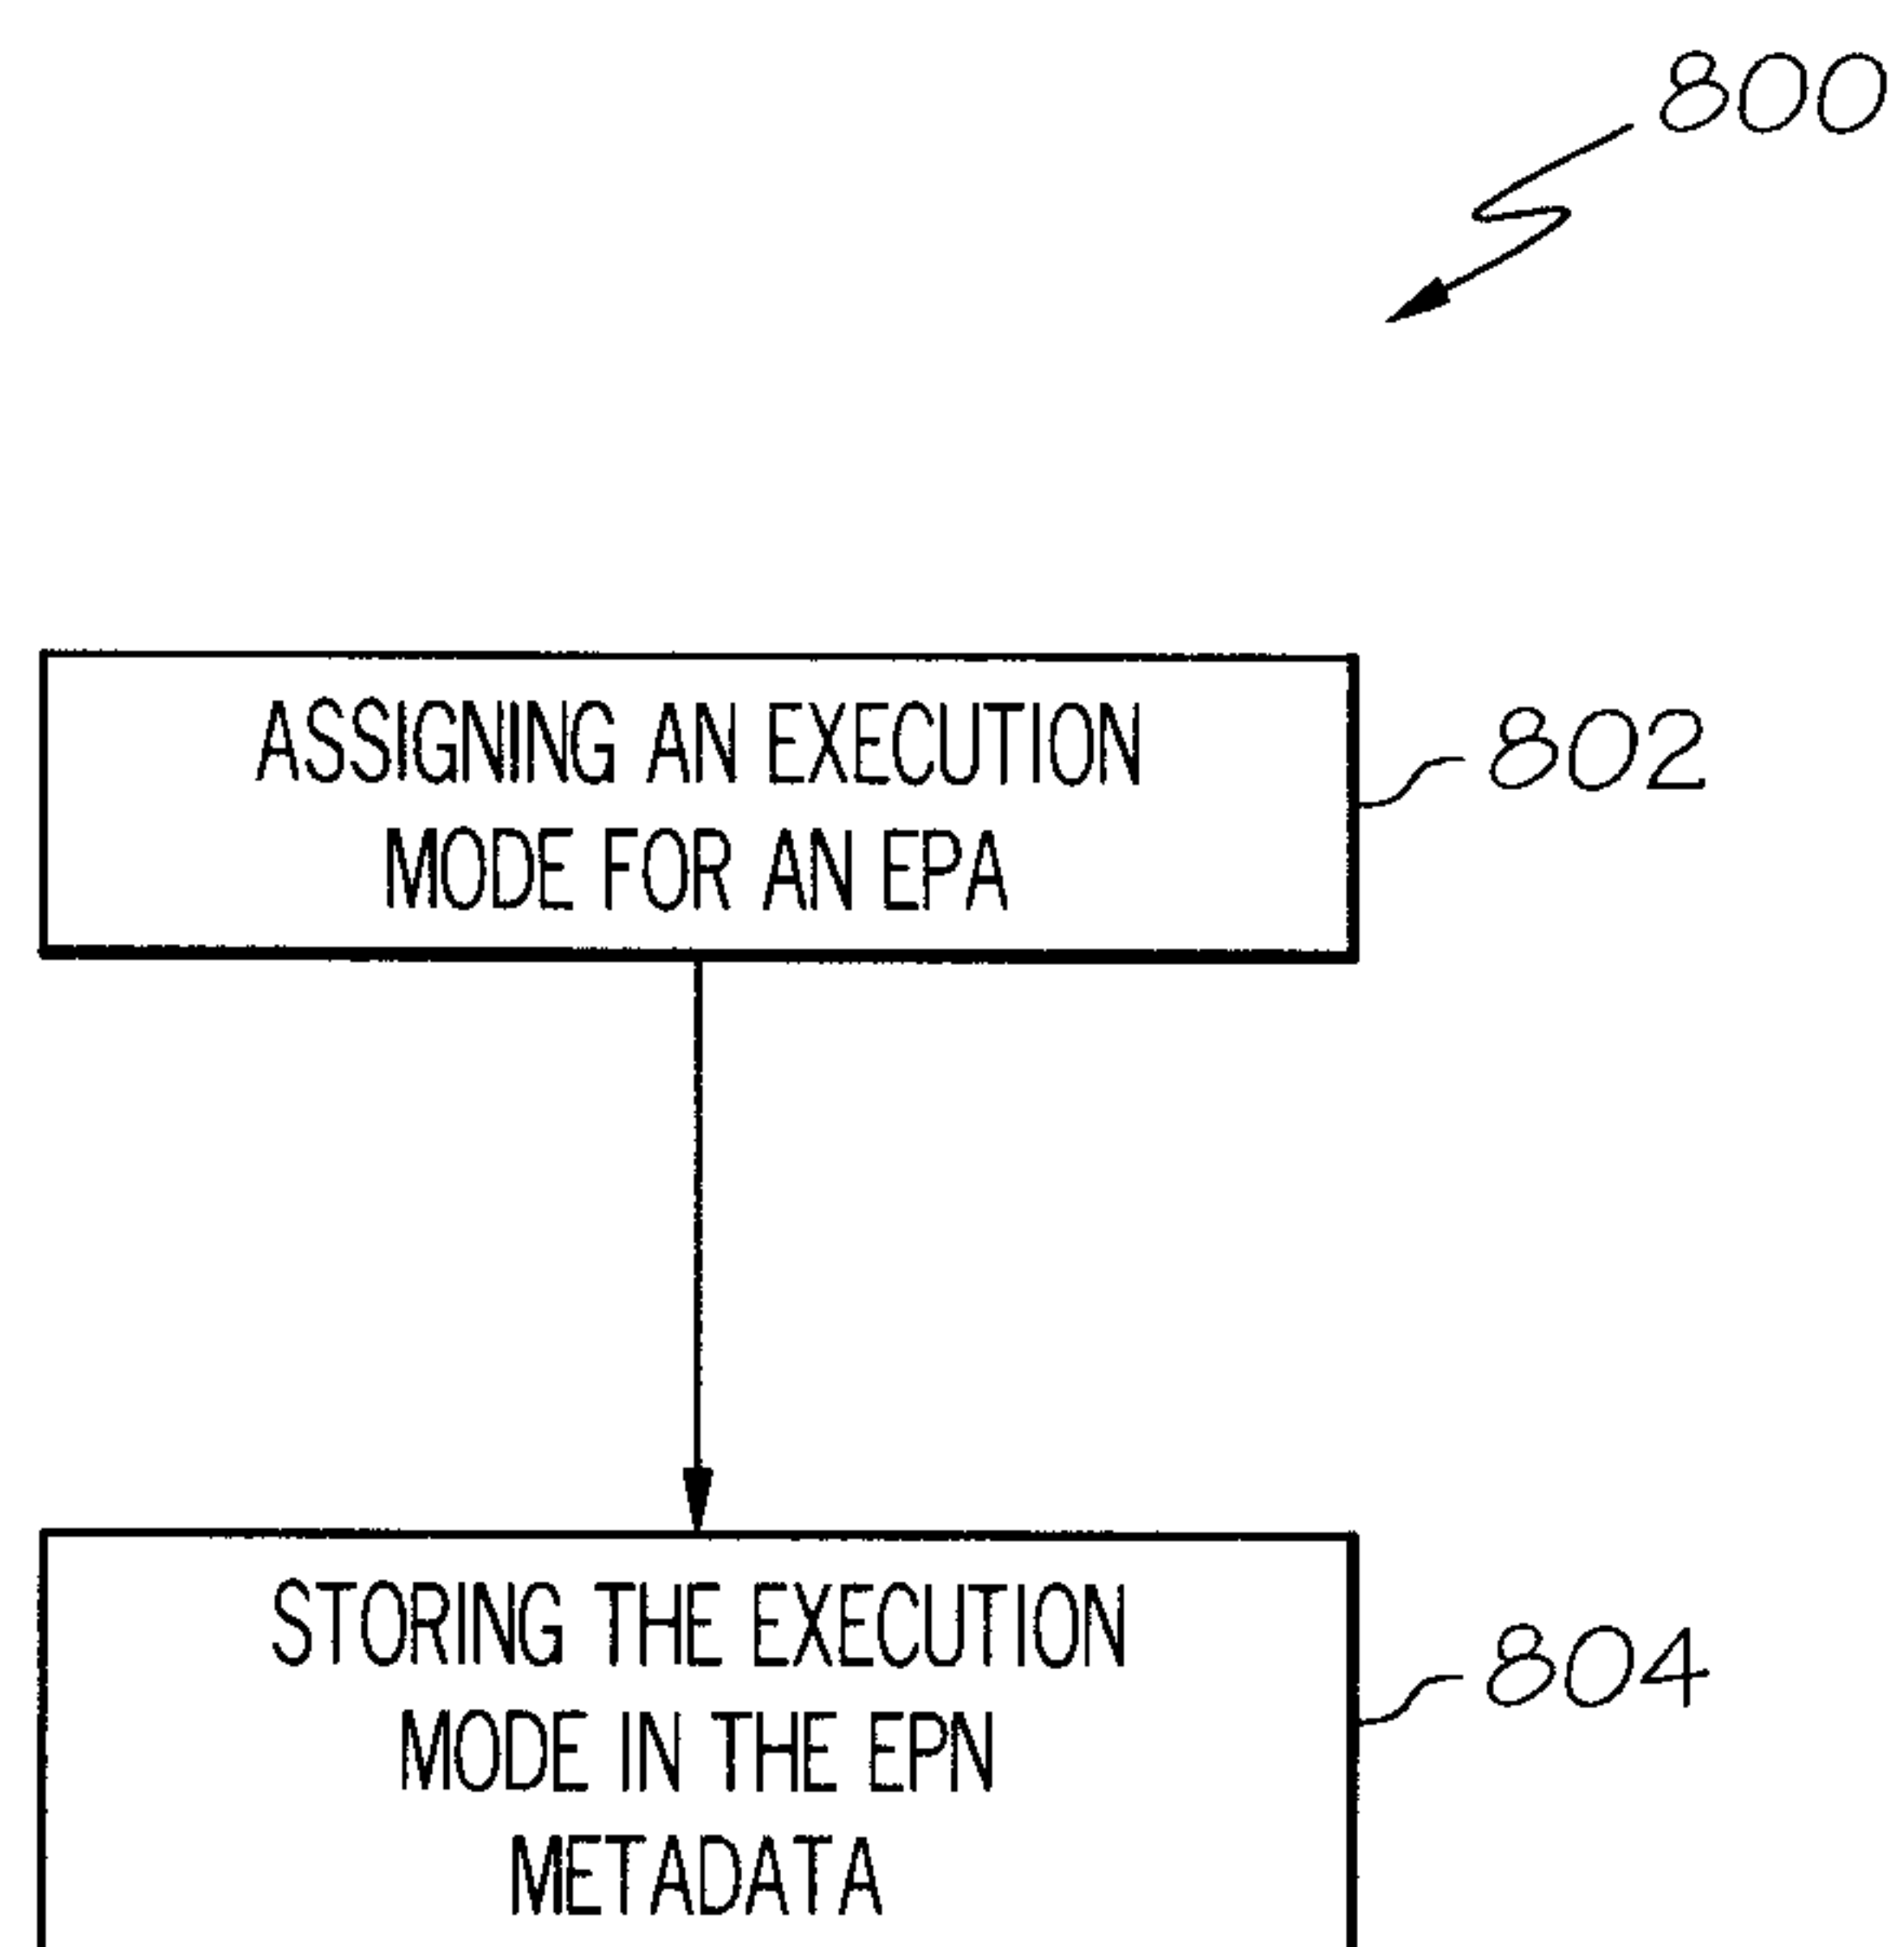 800
ASSIGNING AN EXECUTION
MODE FOR AN EPA
802
STORING THE EXECUTION
MODE IN THE EPN
METADATA
804